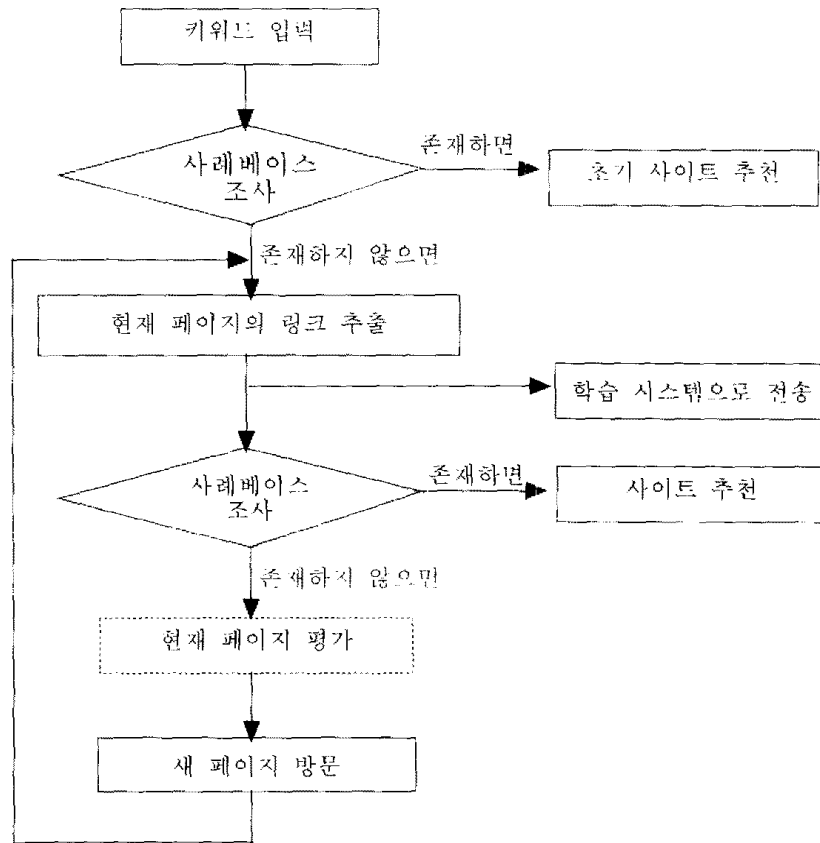 키워드 입력
사례베이스
조사
존재하면
초기 사이트 추천
존재하지 않으면
현재 페이지의 링크 추출
학습 시스템으로 전송
사례베이스
조사
존재하면
사이트 추천
존재하지 않으면
현재 페이지 평가
새 페이지 방문